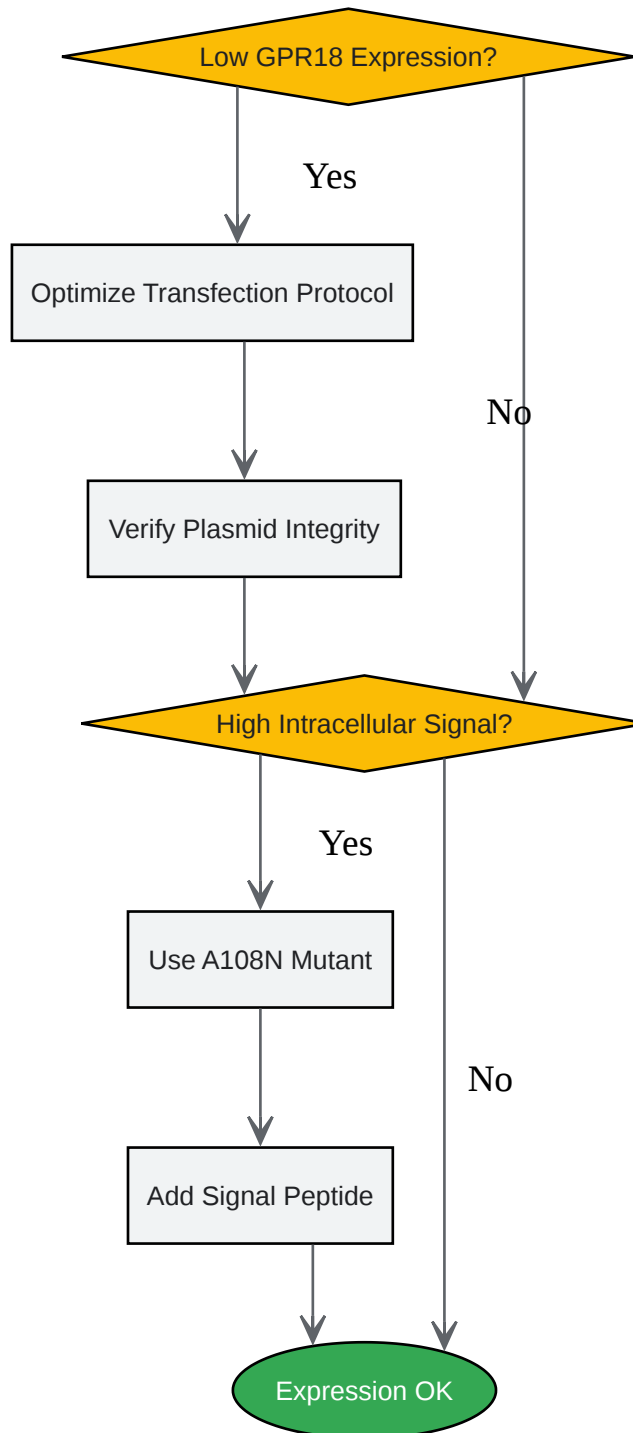 Low GPR18 Expression?
Yes
Optimize Transfection Protocol
No
Verify Plasmid Integrity
High Intracellular Signal?
Yes
Use A108N Mutant
No
Add Signal Peptide
Expression OK